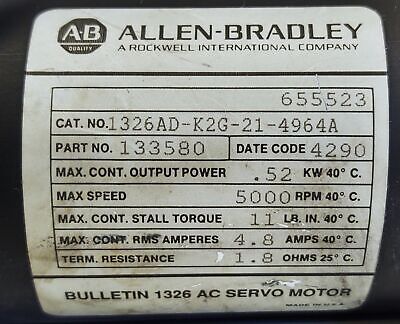 AB ALLEN-BRADLEY
QUALITY A ROCKWELL INTERNATIONAL COMPANY
655523
CAT. NO. 1326AD-K2G-21-4964A
PART NO. 133580 DATE CODE 4290
MAX. CONT. OUTPUT POWER .52 KW 40° C.
MAX SPEED 5000 RPM 40° C.
MAX. CONT. STALL TORQUE 11 LB. IN. 40° C.
MAX. CONT. RMS AMPERES 4.8 AMPS 40° C.
TERM. RESISTANCE 1.8 OHMS 25° C.
BULLETIN 1326 AC SERVO MOTOR
MADE IN U.S.A.